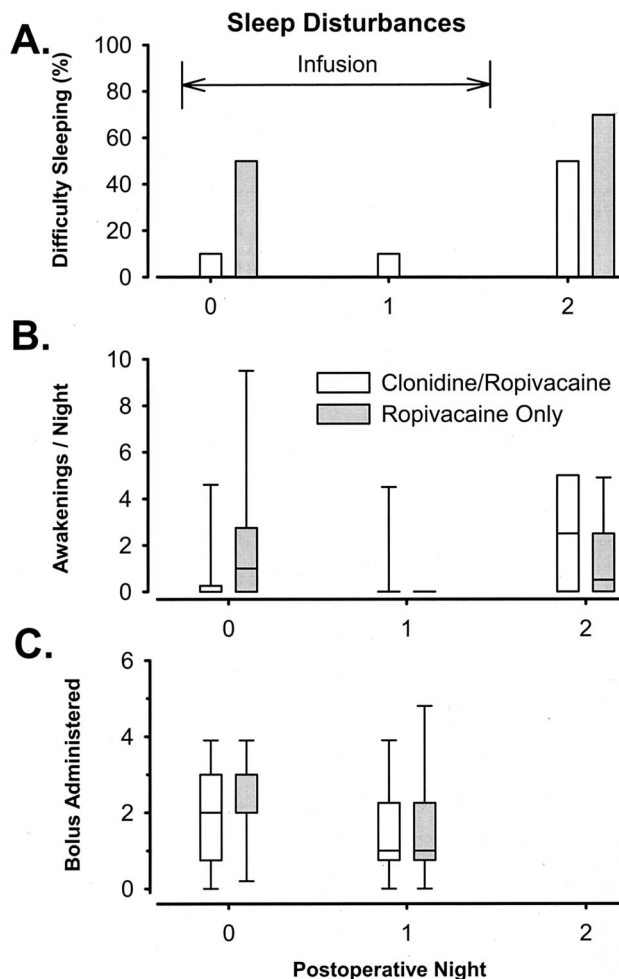 Sleep Disturbances
A.
Difficulty Sleeping (%)
100
80
60
40
20
0
Infusion
0 1 2
B.
Awakenings / Night
10
8
6
4
2
0
Clonidine/Ropivacaine
Ropivacaine Only
0 1 2
C.
Bolus Administered
6
4
2
0
0 1 2
Postoperative Night